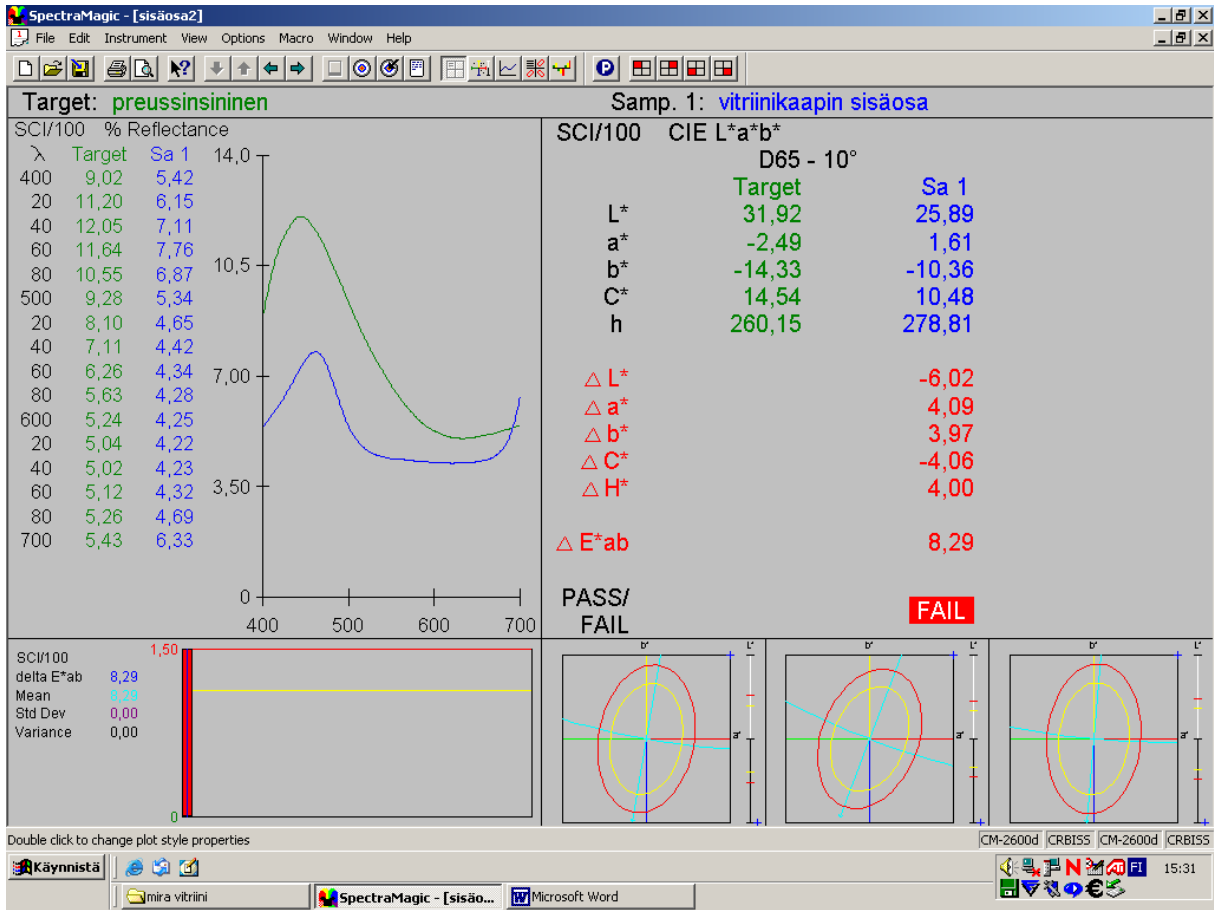 SpectraMagic - [sisäosa2]
File Edit Instrument View Options Macro Window Help
Target: preussinsininen
Samp. 1: vitriinikaapin sisäosa
SCI/100 % Reflectance
λ Target Sa 1
400 9,02 5,42
20 11,20 6,15
40 12,05 7,11
60 11,64 7,76
80 10,55 6,87
500 9,28 5,34
20 8,10 4,65
40 7,11 4,42
60 6,26 4,34
80 5,63 4,28
600 5,24 4,25
20 5,04 4,22
40 5,02 4,23
60 5,12 4,32
80 5,26 4,69
700 5,43 6,33
14,0
10,5
7,00
3,50
0
400 500 600 700
SCI/100 CIE L*a*b*
D65 - 10°
Target Sa 1
L* 31,92 25,89
a* -2,49 1,61
b* -14,33 -10,36
C* 14,54 10,48
h 260,15 278,81
△ L* -6,02
△ a* 4,09
△ b* 3,97
△ C* -4,06
△ H* 4,00
△ E*ab 8,29
PASS/
FAIL FAIL
SCI/100
delta E*ab 8,29
Mean 8,29
Std Dev 0,00
Variance 0,00
1,50
0
b* L* a*
b* L* a*
b* L* a*
Double click to change plot style properties
CM-2600d CRBISS CM-2600d CRBISS
Käynnistä
FI 15:31
mira vitriini
SpectraMagic - [sisäo...
Microsoft Word